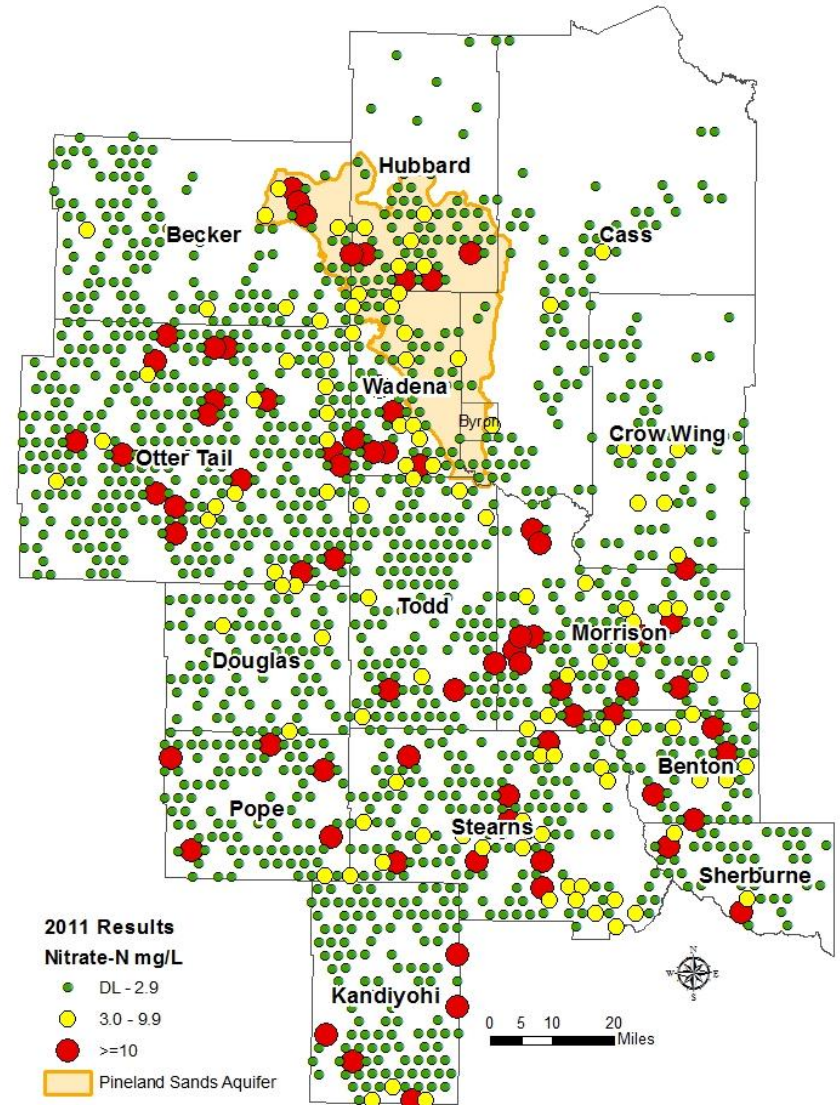 Hubbard
Becker
Cass
Wadena
Byron
Crow Wing
Otter Tail
Todd
Morrison
Douglas
Benton
Pope
Stearns
Sherburne
2011 Results
Nitrate-N mg/L
DL - 2.9
3.0 - 9.9
>=10
Pineland Sands Aquifer
Kandiyohi
N
W E
S
0 5 10 20
Miles